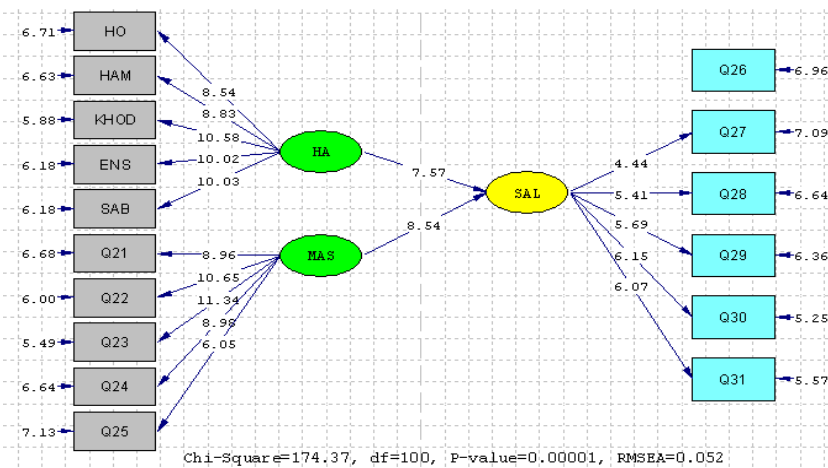 6.71 HO
6.63 HAM
5.88 KHOD
6.18 ENS
6.18 SAB
6.68 Q21
6.00 Q22
5.49 Q23
6.64 Q24
7.13 Q25
8.54
8.83
10.58
10.02
10.03
8.96
10.65
11.34
8.98
6.05
HA
MAS
7.57
8.54
SAL
4.44
5.41
5.69
6.15
6.07
Q26 6.96
Q27 7.09
Q28 6.64
Q29 6.36
Q30 5.25
Q31 5.57
Chi-Square=174.37, df=100, P-value=0.00001, RMSEA=0.052